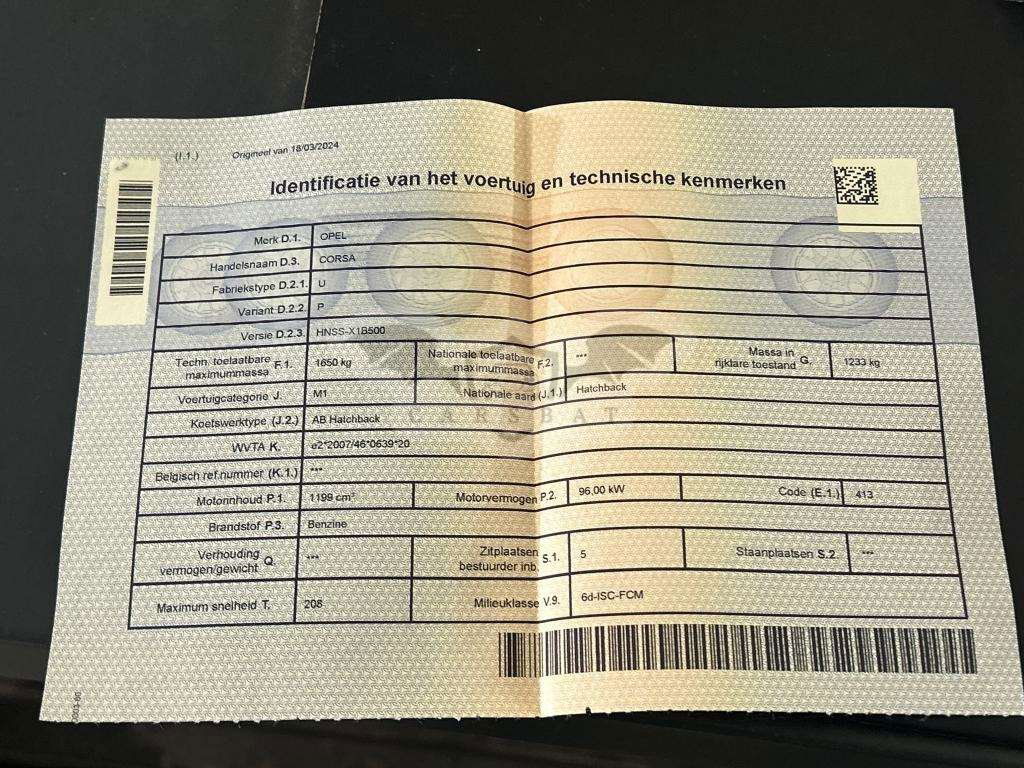 (I.1.) Origineel van 18/03/2024
Identificatie van het voertuig en technische kenmerken
Merk D.1. OPEL
Handelsnaam D.3. CORSA
Fabriekstype D.2.1. U
Variant D.2.2. P
Versie D.2.3. HNSS-X1B500
Techn. toelaatbare maximummassa F.1. 1650 kg Nationale toelaatbare maximummassa F.2. *** Massa in rijklare toestand G. 1233 kg
Voertuigcategorie J. M1 Nationale aard (J.1.) Hatchback
Koetswerktype (J.2.) AB Hatchback
CARSBAT
WVTA K. e2*2007/46*0639*20
Belgisch ref.nummer (K.1.) ***
Motorinhoud P.1. 1199 cm³ Motorvermogen P.2. 96,00 kW Code (E.1.) 413
Brandstof P.3. Benzine
Verhouding vermogen/gewicht Q. *** Zitplaatsen bestuurder inb. S.1. 5 Staanplaatsen S.2. ***
Maximum snelheid T. 208 Milieuklasse V.9. 6d-ISC-FCM